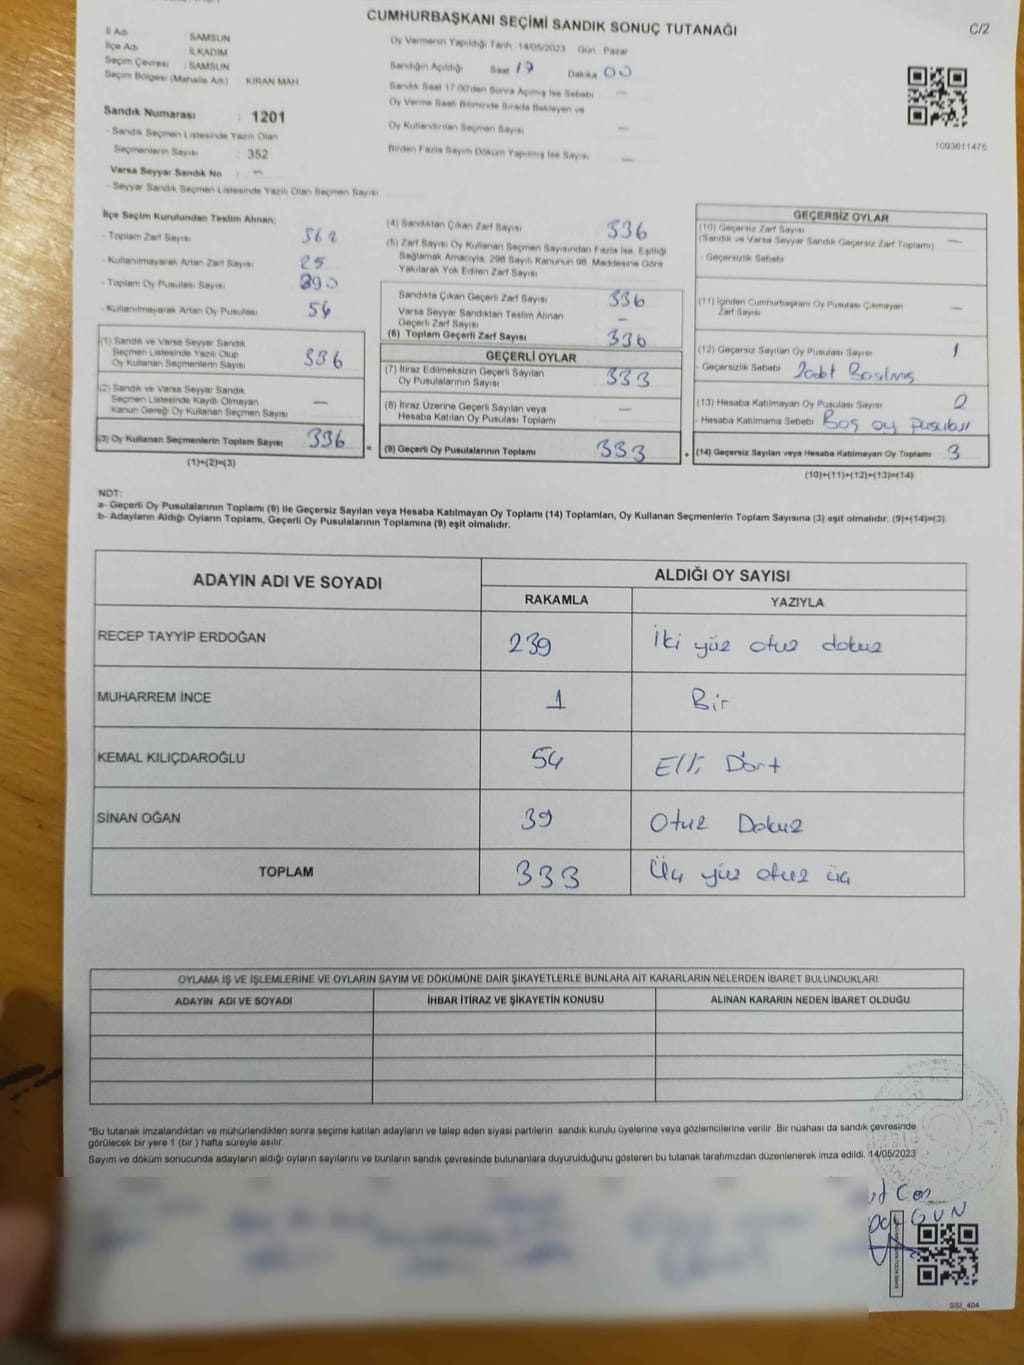 CUMHURBAŞKANI SEÇİMİ SANDIK SONUÇ TUTANAĞI
C/2
İl Adı SAMSUN
İlçe Adı İLKADIM
Seçim Çevresi : SAMSUN
Seçim Bölgesi (Mahalle Adı) KIRAN MAH.
Sandık Numarası : 1201
- Sandık Seçmen Listesinde Yazılı Olan
Seçmenlerin Sayısı : 352
Varsa Seyyar Sandık No : -
- Seyyar Sandık Seçmen Listesinde Yazılı Olan Seçmen Sayısı
Oy Vermenin Yapıldığı Tarih 14/05/2023 Gün Pazar
Sandığın Açıldığı Saat 17 Dakika 00
Sandık Saat 17:00'den Sonra Açılmış İse Sebebi —
Oy Verme Saati Bitiminde Sırada Bekleyen ve
Oy Kullandırılan Seçmen Sayısı —
Birden Fazla Sayım Döküm Yapılmış İse Sayısı —
1093611475
İlçe Seçim Kurulundan Teslim Alınan;
- Toplam Zarf Sayısı 362
- Kullanılmayarak Artan Zarf Sayısı 25
- Toplam Oy Pusulası Sayısı 390
- Kullanılmayarak Artan Oy Pusulası 54
(1) Sandık ve Varsa Seyyar Sandık
Seçmen Listesinde Yazılı Olup
Oy Kullanan Seçmenlerin Sayısı 336
(2) Sandık ve Varsa Seyyar Sandık
Seçmen Listesinde Kayıtlı Olmayan
Kanun Gereği Oy Kullanan Seçmen Sayısı —
(3) Oy Kullanan Seçmenlerin Toplam Sayısı 336 =
(1)+(2)=(3)
(4) Sandıktan Çıkan Zarf Sayısı 336
(5) Zarf Sayısı Oy Kullanan Seçmen Sayısından Fazla İse, Eşitliği
Sağlamak Amacıyla, 298 Sayılı Kanunun 98. Maddesine Göre
Yakılarak Yok Edilen Zarf Sayısı
Sandıkta Çıkan Geçerli Zarf Sayısı 336
Varsa Seyyar Sandıktan Teslim Alınan
Geçerli Zarf Sayısı —
(6) Toplam Geçerli Zarf Sayısı 336
GEÇERLİ OYLAR
(7) İtiraz Edilmeksizin Geçerli Sayılan
Oy Pusulalarının Sayısı 333
(8) İtiraz Üzerine Geçerli Sayılan veya
Hesaba Katılan Oy Pusulası Toplamı —
(9) Geçerli Oy Pusulalarının Toplamı 333 +
GEÇERSİZ OYLAR
(10) Geçersiz Zarf Sayısı
(Sandık ve Varsa Seyyar Sandık Geçersiz Zarf Toplamı) —
- Geçersizlik Sebebi
(11) İçinden Cumhurbaşkanı Oy Pusulası Çıkmayan
Zarf Sayısı —
(12) Geçersiz Sayılan Oy Pusulası Sayısı 1
- Geçersizlik Sebebi 2 adet Basılmış
(13) Hesaba Katılmayan Oy Pusulası Sayısı 2
- Hesaba Katılmama Sebebi Boş oy pusulası
(14) Geçersiz Sayılan veya Hesaba Katılmayan Oy Toplamı 3
(10)+(11)+(12)+(13)=(14)
NOT:
a- Geçerli Oy Pusulalarının Toplamı (9) ile Geçersiz Sayılan veya Hesaba Katılmayan Oy Toplamı (14) Toplamları, Oy Kullanan Seçmenlerin Toplam Sayısına (3) eşit olmalıdır. (9)+(14)=(3)
b- Adayların Aldığı Oyların Toplamı, Geçerli Oy Pusulalarının Toplamına (9) eşit olmalıdır.
ADAYIN ADI VE SOYADI ALDIĞI OY SAYISI
RAKAMLA YAZIYLA
RECEP TAYYİP ERDOĞAN 239 İki yüz otuz dokuz
MUHARREM İNCE 1 Bir
KEMAL KILIÇDAROĞLU 54 Elli Dört
SİNAN OĞAN 39 Otuz Dokuz
TOPLAM 333 Üç yüz otuz üç
OYLAMA İŞ VE İŞLEMLERİNE VE OYLARIN SAYIM VE DÖKÜMÜNE DAİR ŞİKAYETLERLE BUNLARA AİT KARARLARIN NELERDEN İBARET BULUNDUKLARI
ADAYIN ADI VE SOYADI İHBAR İTİRAZ VE ŞİKAYETİN KONUSU ALINAN KARARIN NEDEN İBARET OLDUĞU
*Bu tutanak imzalandıktan ve mühürlendikten sonra seçime katılan adayların ve talep eden siyasi partilerin sandık kurulu üyelerine veya gözlemcilerine verilir. Bir nüshası da sandık çevresinde
görülecek bir yere 1 (bir ) hafta süreyle asılır.
Sayım ve döküm sonucunda adayların aldığı oyların sayılarını ve bunların sandık çevresinde bulunanlara duyurulduğunu gösteren bu tutanak tarafımızdan düzenlenerek imza edildi. 14/05/2023
SSI_404